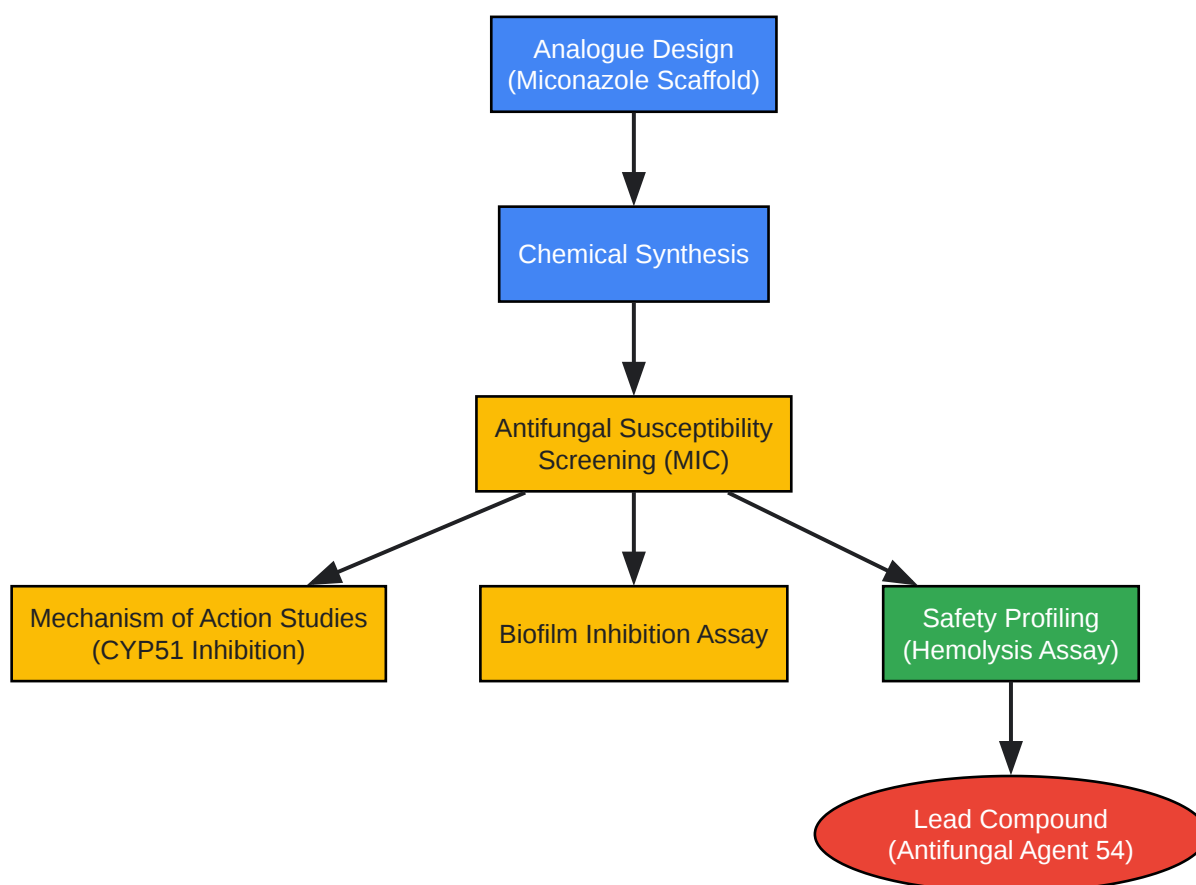 Analogue Design
(Miconazole Scaffold)
Chemical Synthesis
Antifungal Susceptibility
Screening (MIC)
Mechanism of Action Studies
(CYP51 Inhibition)
Biofilm Inhibition Assay
Safety Profiling
(Hemolysis Assay)
Lead Compound
(Antifungal Agent 54)